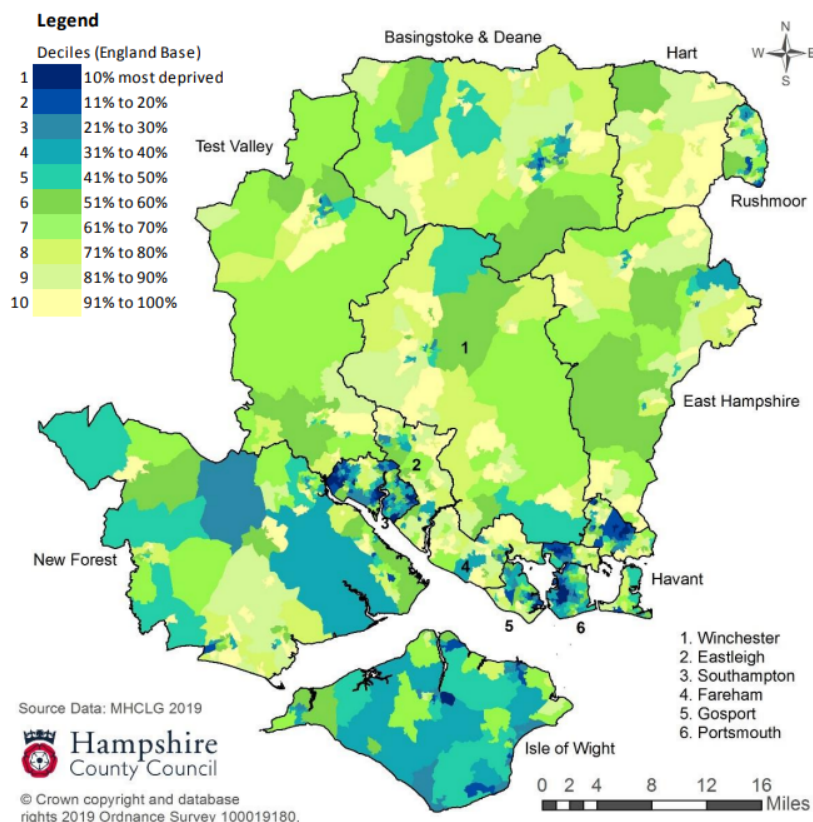 Legend
Deciles (England Base)
1 10% most deprived
2 11% to 20%
3 21% to 30%
4 31% to 40%
5 41% to 50%
6 51% to 60%
7 61% to 70%
8 71% to 80%
9 81% to 90%
10 91% to 100%
Basingstoke & Deane
Hart
N
W E
S
Test Valley
Rushmoor
1
East Hampshire
2
New Forest
3
4
Havant
5
6
1. Winchester
2. Eastleigh
3. Southampton
4. Fareham
5. Gosport
6. Portsmouth
Isle of Wight
Source Data: MHCLG 2019
Hampshire
County Council
© Crown copyright and database
rights 2019 Ordnance Survey 100019180.
0 2 4 8 12 16
Miles